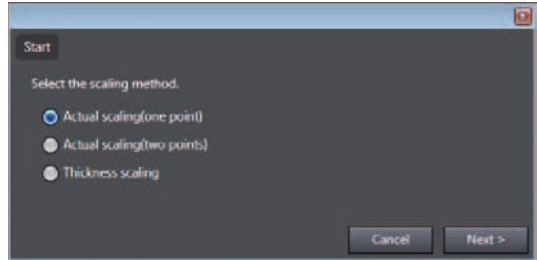 Start
Select the scaling method.
Actual scaling(one point)
Actual scaling(two points)
Thickness scaling
Cancel
Next >